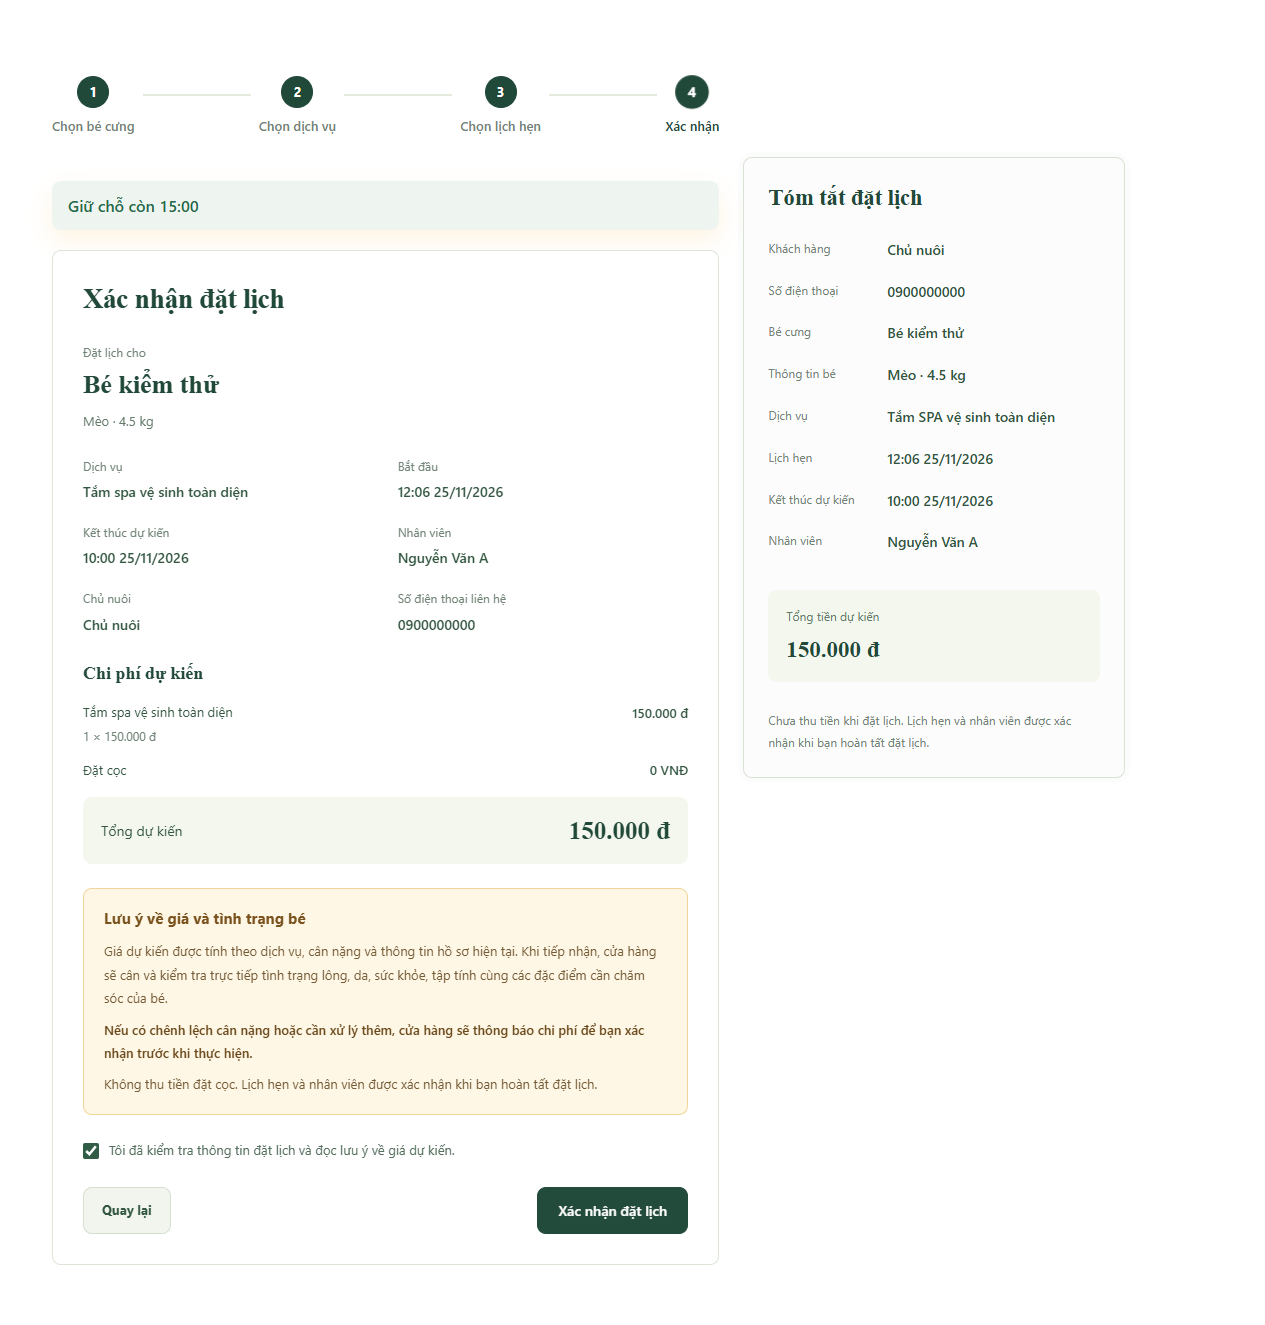 1
Chọn bé cưng
2
Chọn dịch vụ
3
Chọn lịch hẹn
4
Xác nhận
Giữ chỗ còn 15:00
Xác nhận đặt lịch
Đặt lịch cho
Bé kiểm thử
Mèo · 4.5 kg
Dịch vụ
Tắm spa vệ sinh toàn diện
Bắt đầu
12:06 25/11/2026
Kết thúc dự kiến
10:00 25/11/2026
Nhân viên
Nguyễn Văn A
Chủ nuôi
Chủ nuôi
Số điện thoại liên hệ
0900000000
Chi phí dự kiến
Tắm spa vệ sinh toàn diện 150.000 đ
1 × 150.000 đ
Đặt cọc 0 VNĐ
Tổng dự kiến 150.000 đ
Lưu ý về giá và tình trạng bé
Giá dự kiến được tính theo dịch vụ, cân nặng và thông tin hồ sơ hiện tại. Khi tiếp nhận, cửa hàng
sẽ cân và kiểm tra trực tiếp tình trạng lông, da, sức khỏe, tập tính cùng các đặc điểm cần chăm
sóc của bé.
Nếu có chênh lệch cân nặng hoặc cần xử lý thêm, cửa hàng sẽ thông báo chi phí để bạn xác
nhận trước khi thực hiện.
Không thu tiền đặt cọc. Lịch hẹn và nhân viên được xác nhận khi bạn hoàn tất đặt lịch.
Tôi đã kiểm tra thông tin đặt lịch và đọc lưu ý về giá dự kiến.
Quay lại
Xác nhận đặt lịch
Tóm tắt đặt lịch
Khách hàng Chủ nuôi
Số điện thoại 0900000000
Bé cưng Bé kiểm thử
Thông tin bé Mèo · 4.5 kg
Dịch vụ Tắm SPA vệ sinh toàn diện
Lịch hẹn 12:06 25/11/2026
Kết thúc dự kiến 10:00 25/11/2026
Nhân viên Nguyễn Văn A
Tổng tiền dự kiến
150.000 đ
Chưa thu tiền khi đặt lịch. Lịch hẹn và nhân viên được xác
nhận khi bạn hoàn tất đặt lịch.